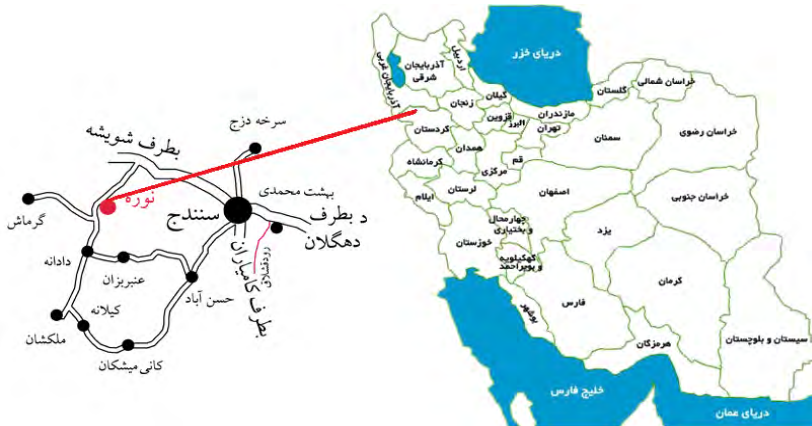 سرخه دزج
بطرف شویشه
بهشت محمدی
نوره
سنندج
د بطرف
دهگلان
گرماش
رودقشلاق
بطرف کامیاران
دادانه
عنبربزان
حسن آباد
کیلانه
ملکشان
کانی میشکان
دریای خزر
آذربایجان
شرقی
اردبیل
آذربایجان غربی
گیلان
زنجان
قزوین
البرز
مازندران
تهران
گلستان
خراسان شمالی
خراسان رضوی
سمنان
کردستان
همدان
کرمانشاه
مرکزی
قم
ایلام
لرستان
اصفهان
خراسان جنوبی
چهارمحال
و بختیاری
یزد
خوزستان
کهگیلویه
و بویراحمد
فارس
کرمان
بوشهر
هرمزگان
سیستان و بلوچستان
خلیج فارس
دریای عمان